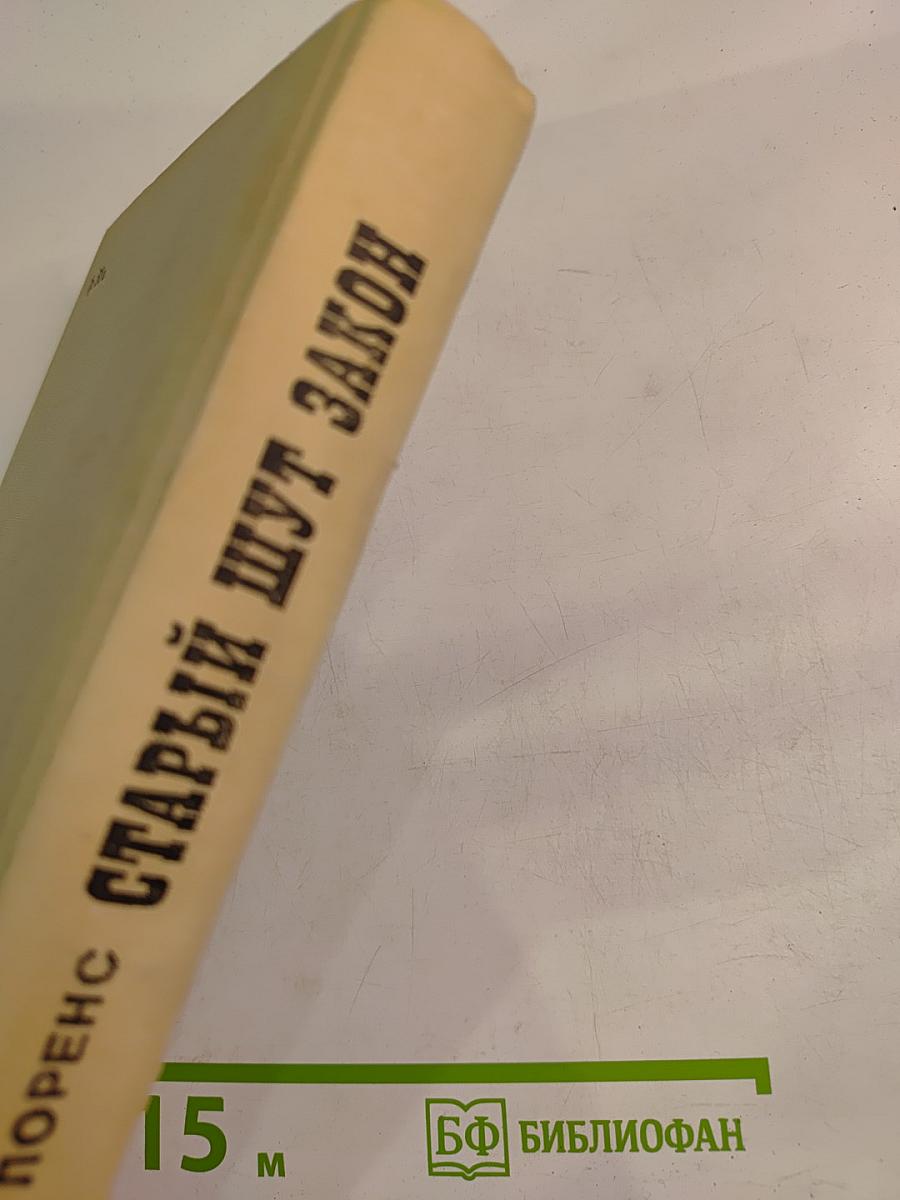 ЛОРЕНС СТАРЫЙ ШУТ ЗАКОН
15 м
БФ БИБЛИОФАН